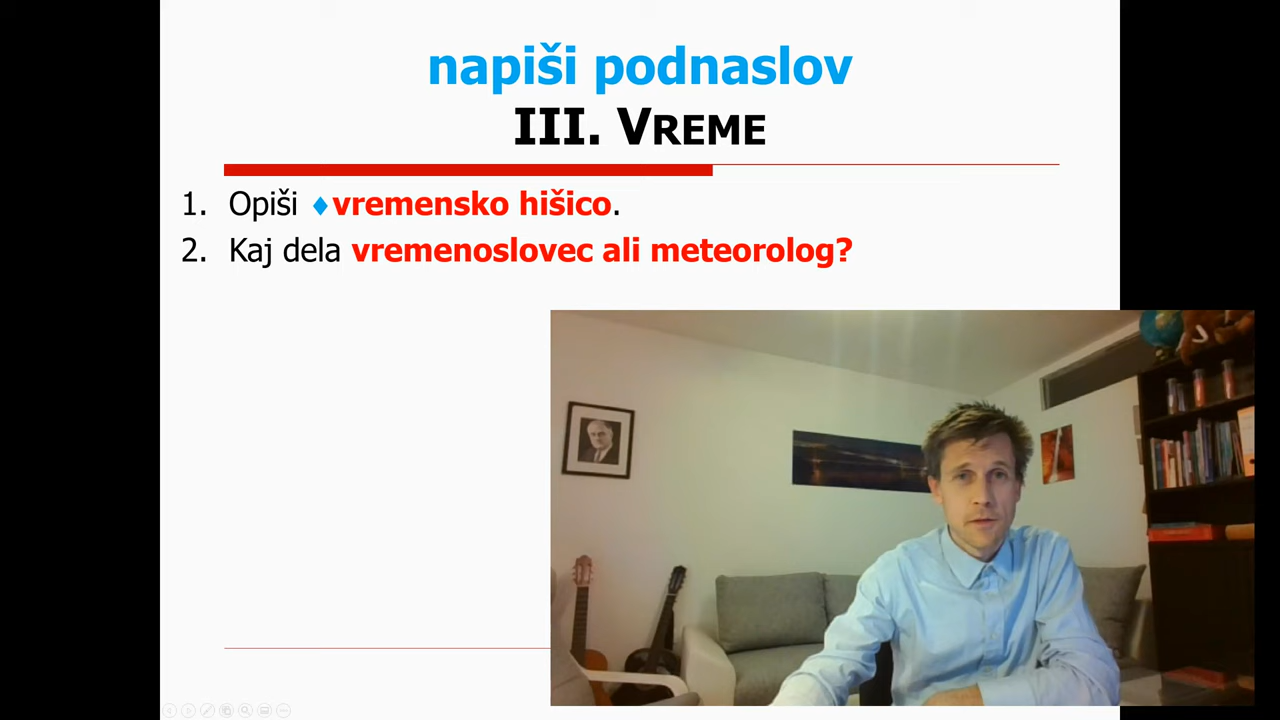 napiši podnaslov
III. VREME
1. Opiši ♦vremensko hišico.
2. Kaj dela vremenoslovec ali meteorolog?